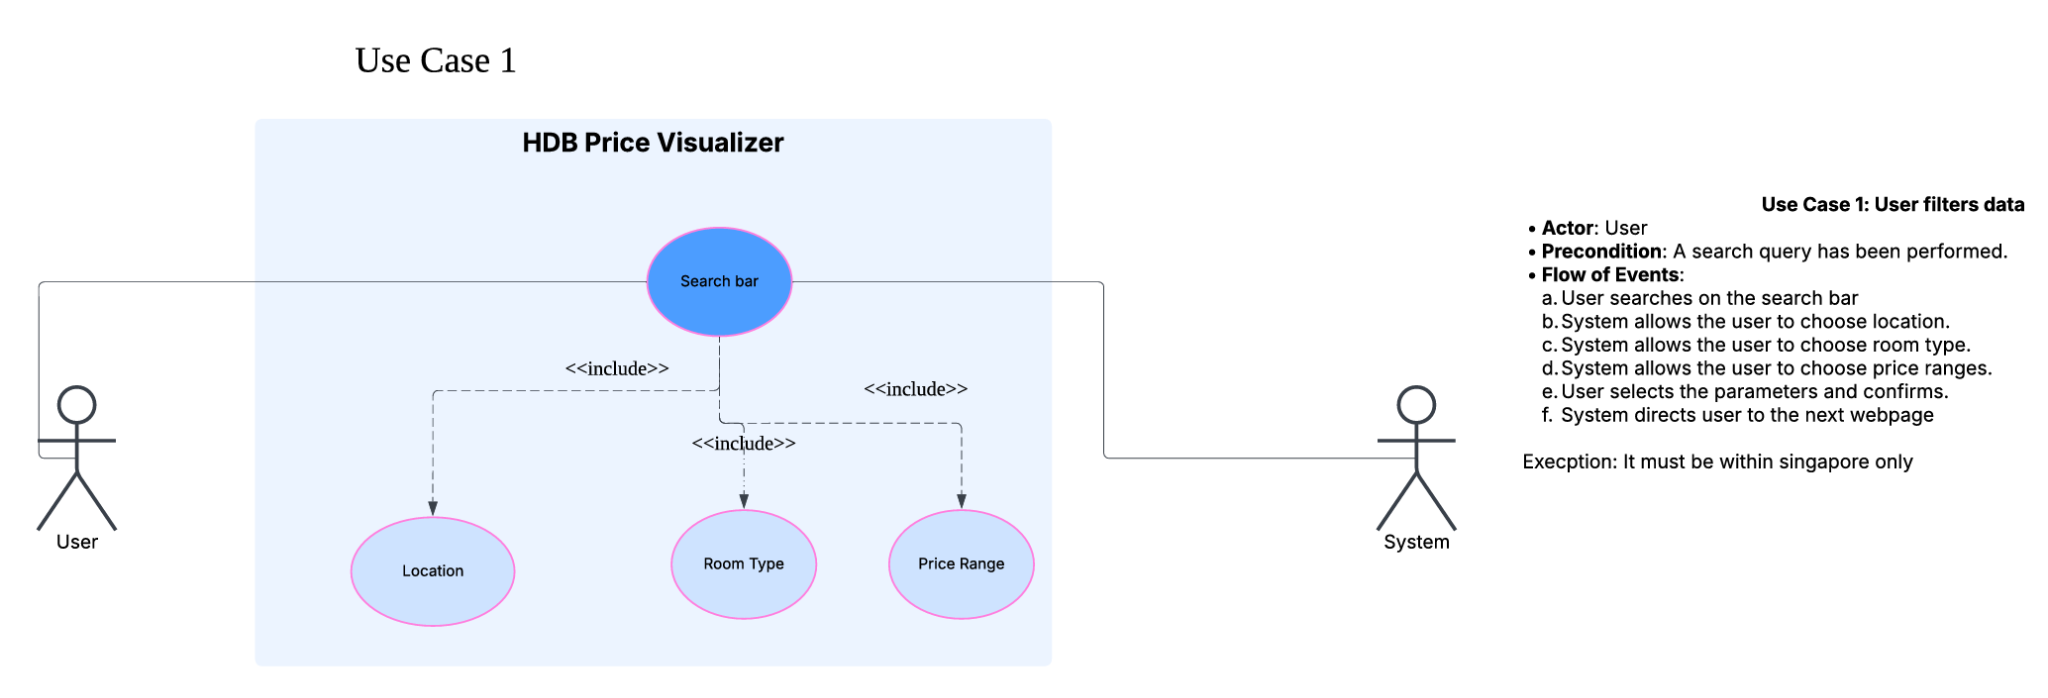 Use Case 1
HDB Price Visualizer
Search bar
<<include>>
<<include>>
<<include>>
Location
Room Type
Price Range
User
System
Use Case 1: User filters data
• Actor: User
• Precondition: A search query has been performed.
• Flow of Events:
a. User searches on the search bar
b. System allows the user to choose location.
c. System allows the user to choose room type.
d. System allows the user to choose price ranges.
e. User selects the parameters and confirms.
f. System directs user to the next webpage
Execption: It must be within singapore only